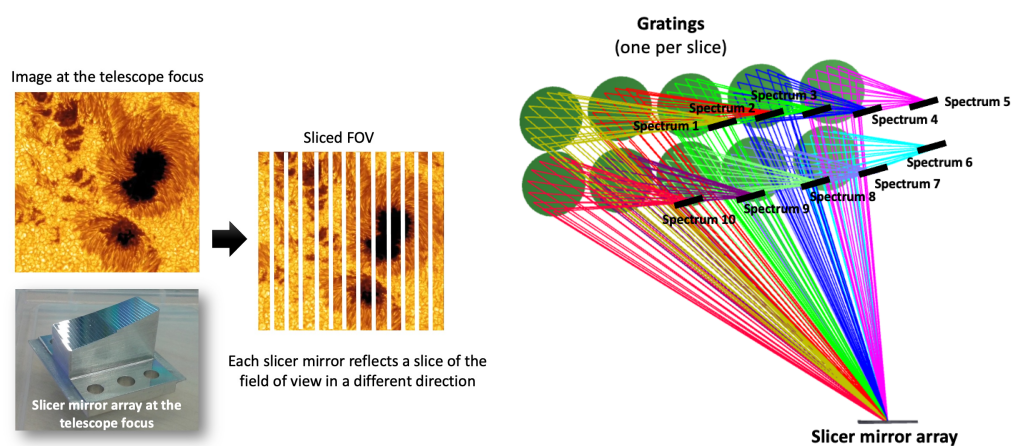 Image at the telescope focus
Sliced FOV
Each slicer mirror reflects a slice of the
field of view in a different direction
Slicer mirror array at the
telescope focus
Gratings
(one per slice)
Spectrum 1
Spectrum 2
Spectrum 3
Spectrum 4
Spectrum 5
Spectrum 6
Spectrum 7
Spectrum 8
Spectrum 9
Spectrum 10
Slicer mirror array